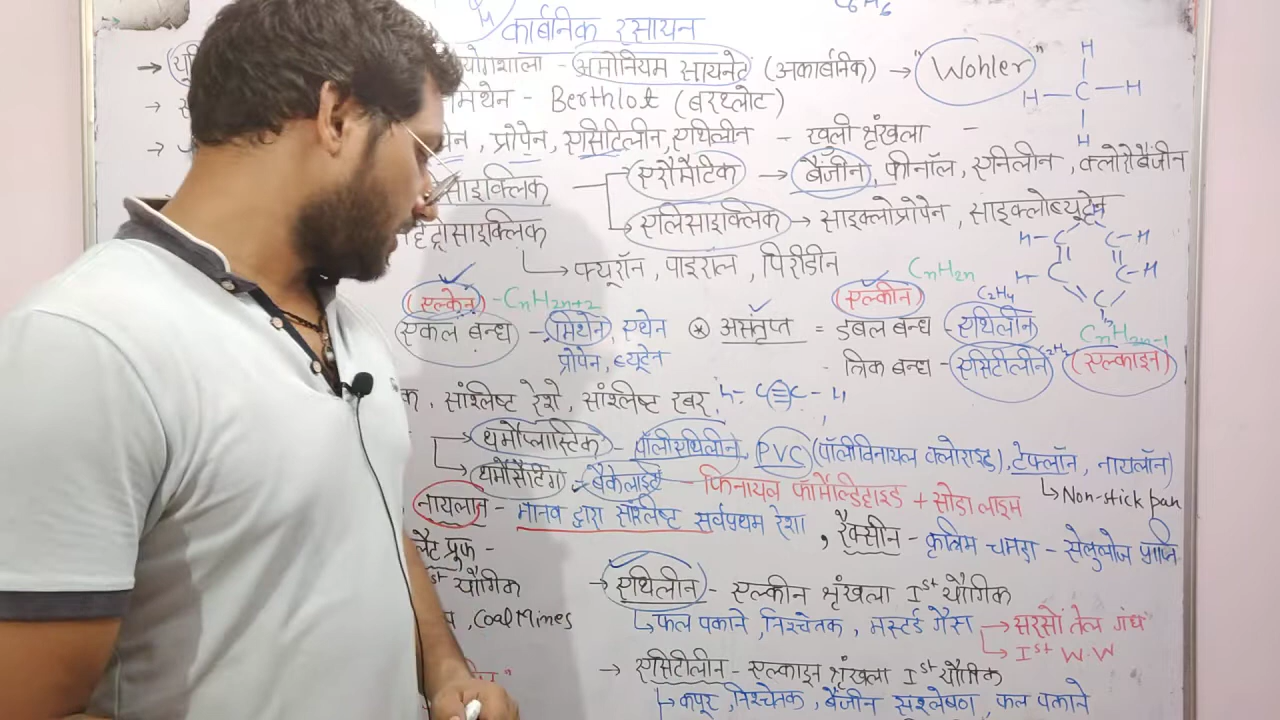 C6H6
कार्बनिक रसायन
→ योगशाला - अमोनियम सायनेट (अकार्बनिक) → "Wohler"
→ मिथेन - Berthlot (बरथ्लोट)
→ प्रोपेन, एसिटिलीन, एथिलीन - खुली श्रृंखला -
H
H—C—H
H
साइक्लिक
एरोमैटिक → बैंजीन, फीनॉल, एनिलीन, क्लोरोबैंजीन
एलिसाइक्लिक → साइक्लोप्रोपेन, साइक्लोब्यूटेन
हेट्रोसाइक्लिक
→ फ्यूरॉन, पाइरॉल, पिरीडीन
H-C C-H
H C C-H
C
H
(एल्केन) - CnH2n+2
(एल्कीन) CnH2n
एकल बन्ध - मिथेन, एथेन
प्रोपेन, ब्यूटेन
⊛ असंतृप्त = डबल बन्ध - एथिलीन C2H4
- त्रिक बन्ध - एसिटीलीन C2H2 (एल्काइन) CnH2n-1
क, सांश्लिष्ट रेशे, सांश्लिष्ट रबर, H-C≡C-H
→ थर्मोप्लास्टिक - पॉलीएथिलीन, PVC (पॉलीविनायल क्लोराइड), टेफ्लॉन, नायलॉन)
→ थर्मोसैटिंग - बैकेलाइट - फिनायल फॉर्मेल्डिहाइड + सोडा लाइम
↳ Non-stick pan
नायलॉन - मानव द्वारा संश्लिष्ट सर्वप्रथम रेशा, रैक्सीन - कृत्रिम चमड़ा - सेलुलोज प्राप्ति
लैट प्रूफ -
st यौगिक
, Coal Mines
→ एथिलीन - एल्कीन श्रृंखला Ist यौगिक
↳ फल पकाने, निश्चेतक, मस्टर्ड गैस → सरसों तेल गंध
→ Ist W.W
→ एसिटीलीन - एल्काइन श्रृंखला Ist यौगिक
→ कपूर, निश्चेतक, बैंजीन संश्लेषण, फल पकाने